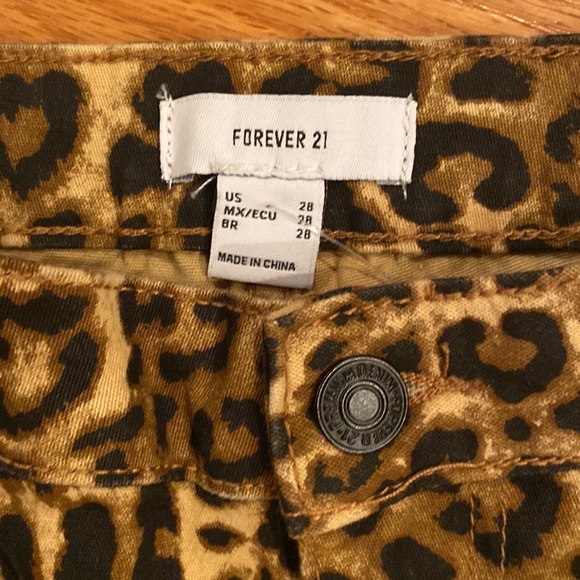 FOREVER 21
US 28
MX/ECU 28
BR 28
MADE IN CHINA